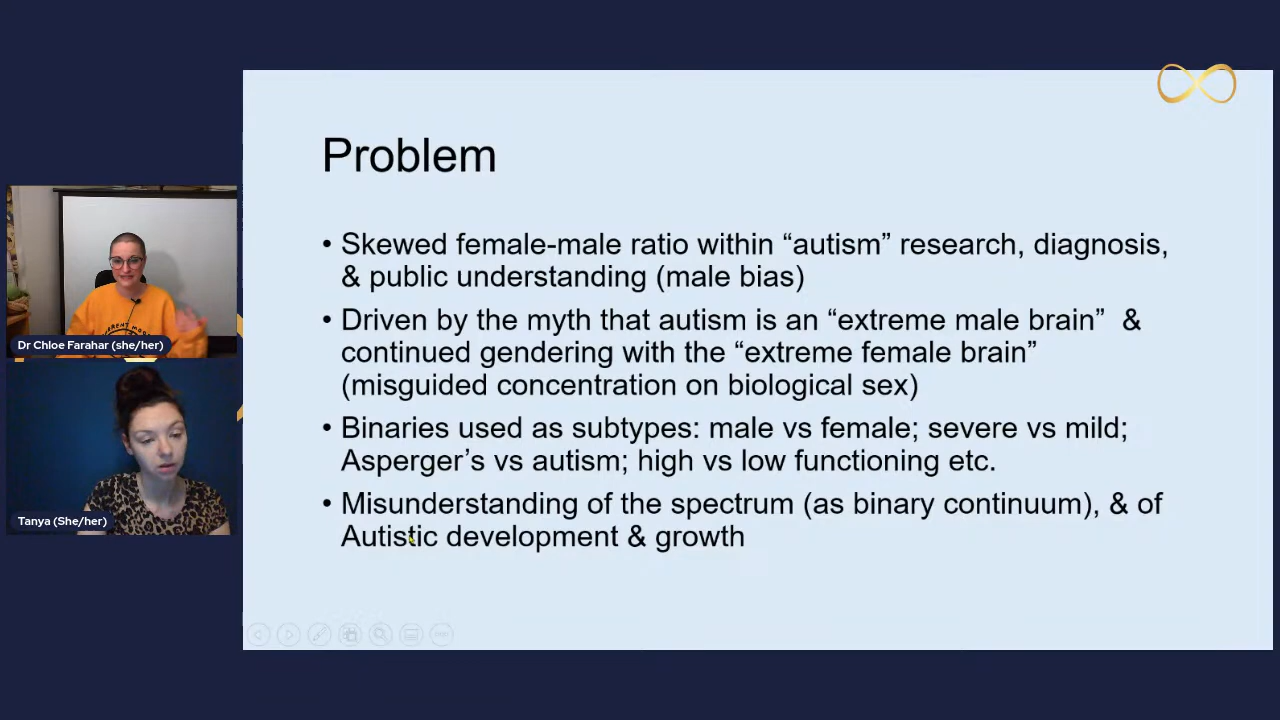 Problem
• Skewed female-male ratio within “autism” research, diagnosis,
& public understanding (male bias)
• Driven by the myth that autism is an “extreme male brain” &
continued gendering with the “extreme female brain”
(misguided concentration on biological sex)
• Binaries used as subtypes: male vs female; severe vs mild;
Asperger’s vs autism; high vs low functioning etc.
• Misunderstanding of the spectrum (as binary continuum), & of
Autistic development & growth
Dr Chloe Farahar (she/her)
Tanya (She/her)